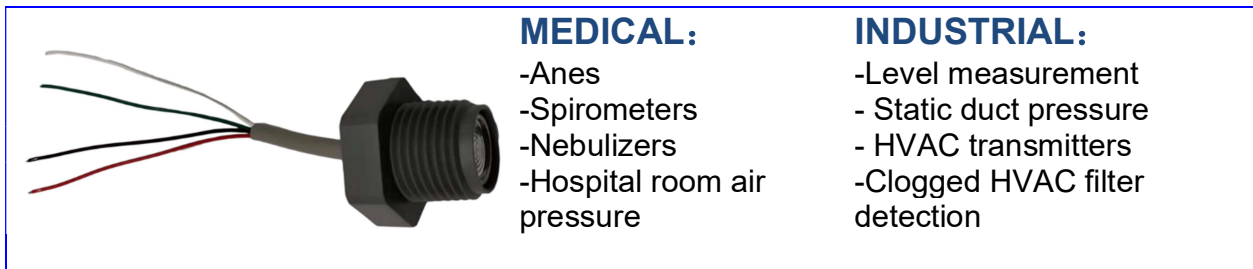 MEDICAL：
-Anes
-Spirometers
-Nebulizers
-Hospital room air
pressure
INDUSTRIAL：
-Level measurement
- Static duct pressure
- HVAC transmitters
-Clogged HVAC filter
detection